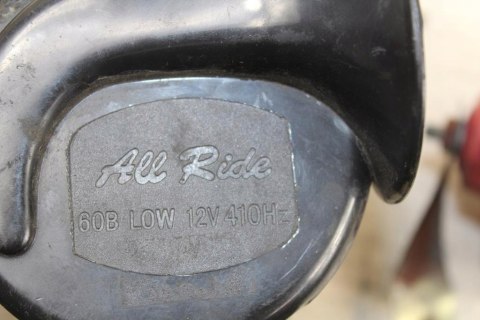 All Ride
60B LOW 12V 410Hz